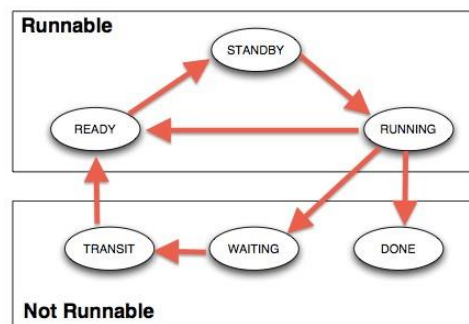 Runnable
STANDBY
READY
RUNNING
TRANSIT
WAITING
DONE
Not Runnable